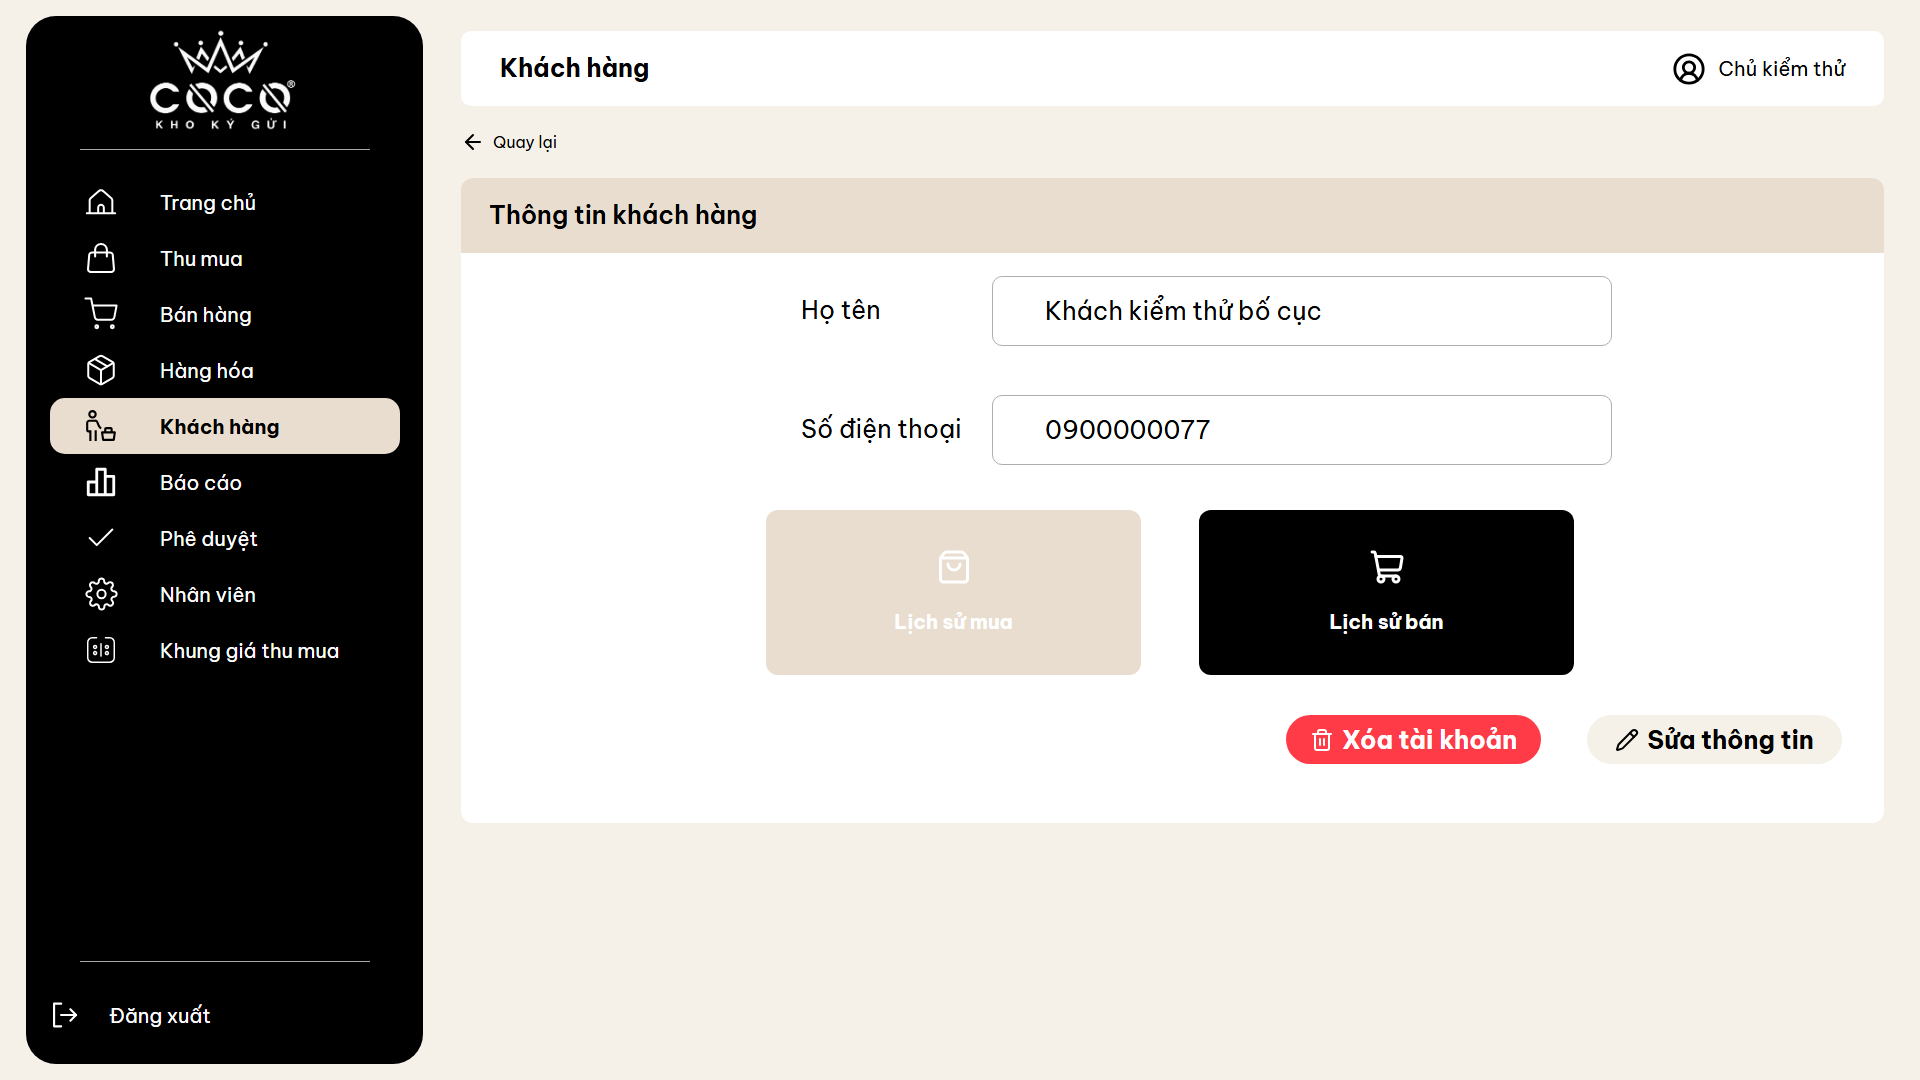 COCO®
KHO KÝ GỬI
Trang chủ
Thu mua
Bán hàng
Hàng hóa
Khách hàng
Báo cáo
Phê duyệt
Nhân viên
Khung giá thu mua
Đăng xuất
Khách hàng
Chủ kiểm thử
Quay lại
Thông tin khách hàng
Họ tên
Khách kiểm thử bố cục
Số điện thoại
0900000077
Lịch sử mua
Lịch sử bán
Xóa tài khoản
Sửa thông tin